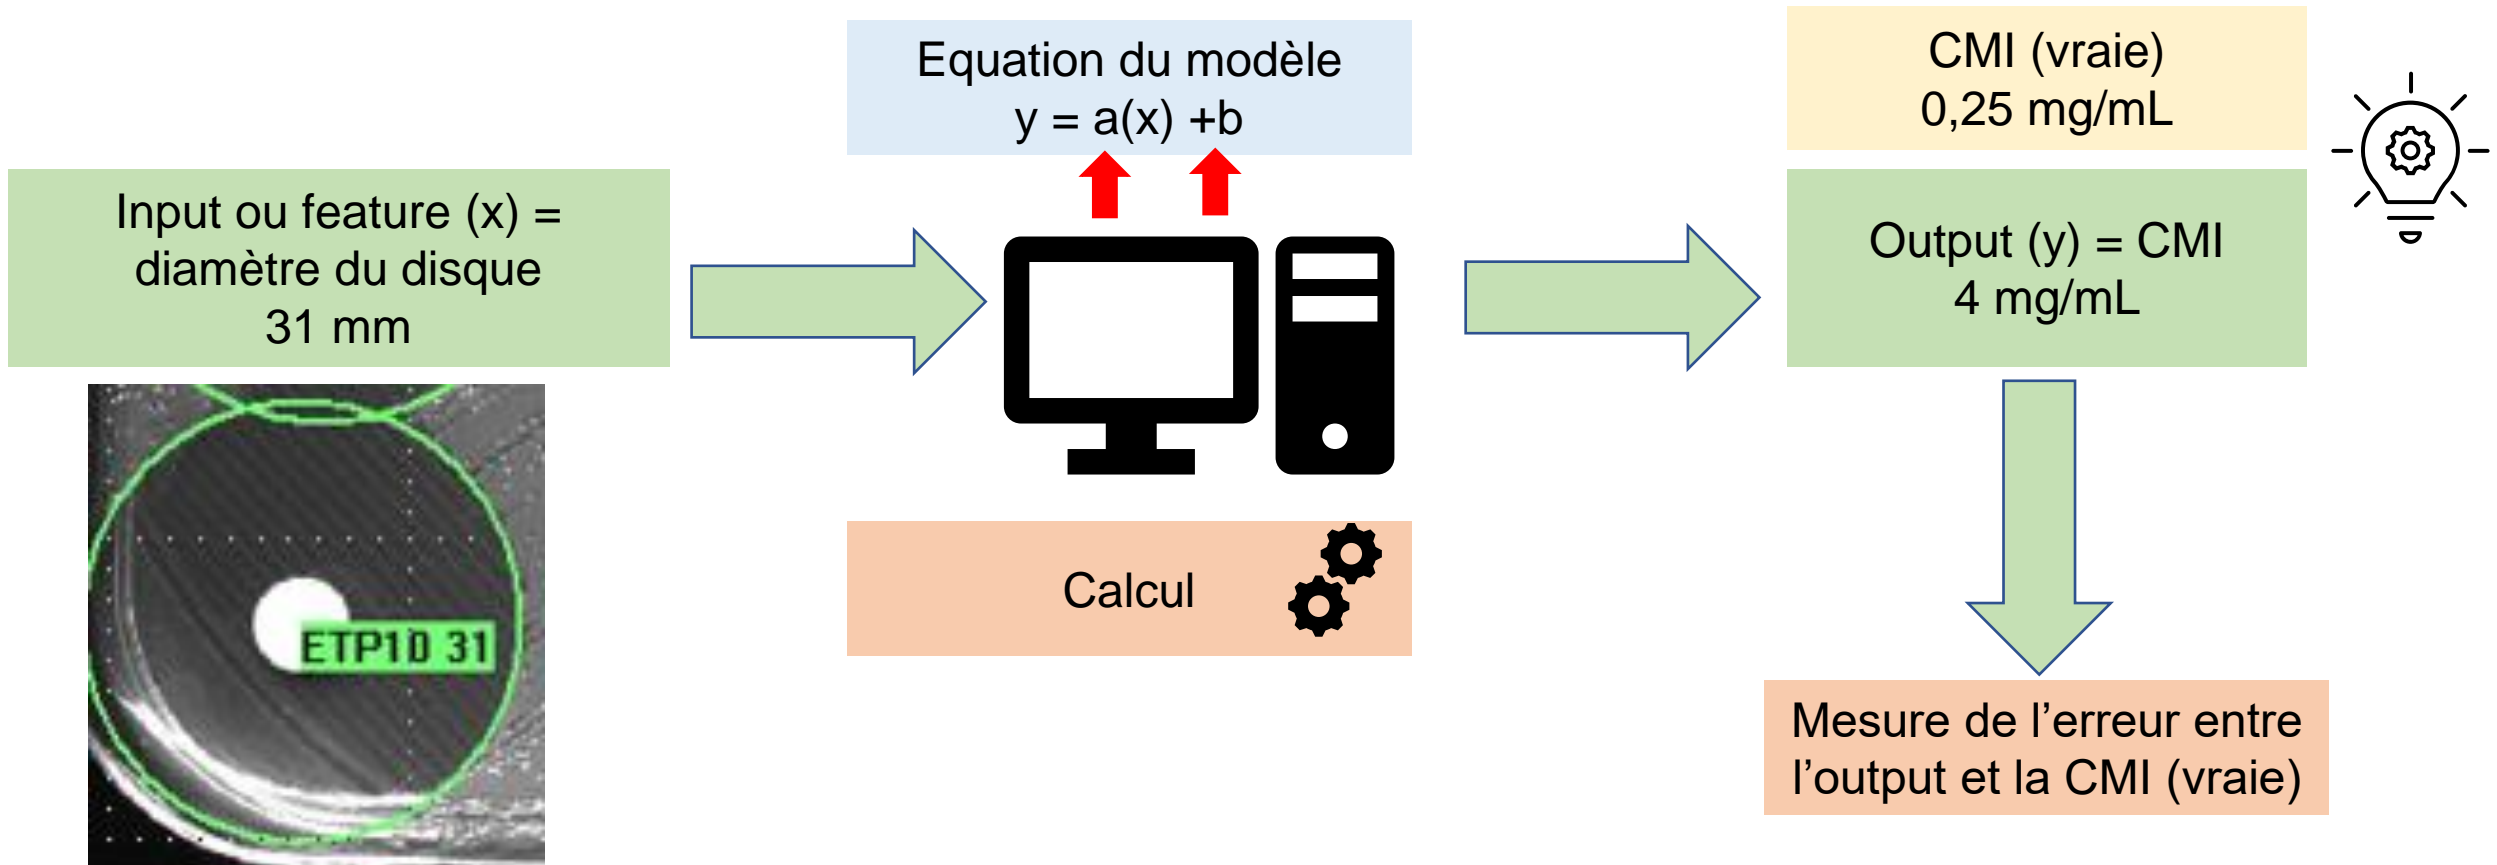 Input ou feature (x) =
diamètre du disque
31 mm
ETP10 31
Equation du modèle
y = a(x) +b
Calcul
CMI (vraie)
0,25 mg/mL
Output (y) = CMI
4 mg/mL
Mesure de l’erreur entre
l’output et la CMI (vraie)